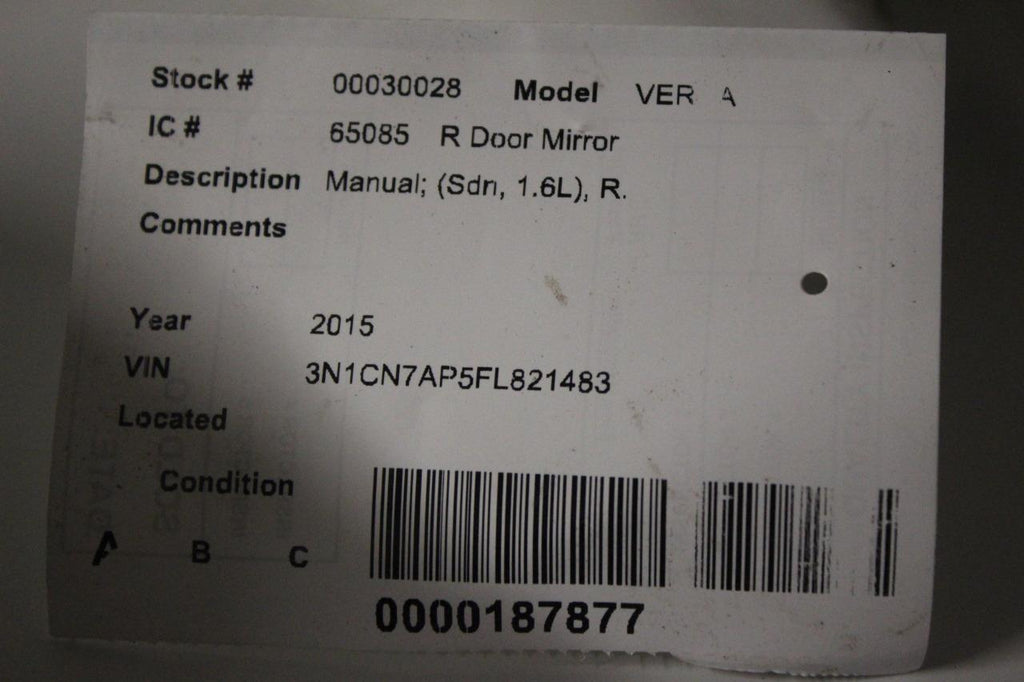 Stock # 00030028 Model VER A
IC # 65085 R Door Mirror
Description Manual; (Sdn, 1.6L), R.
Comments
Year 2015
VIN 3N1CN7AP5FL821483
Located
Condition
A B C
0000187877